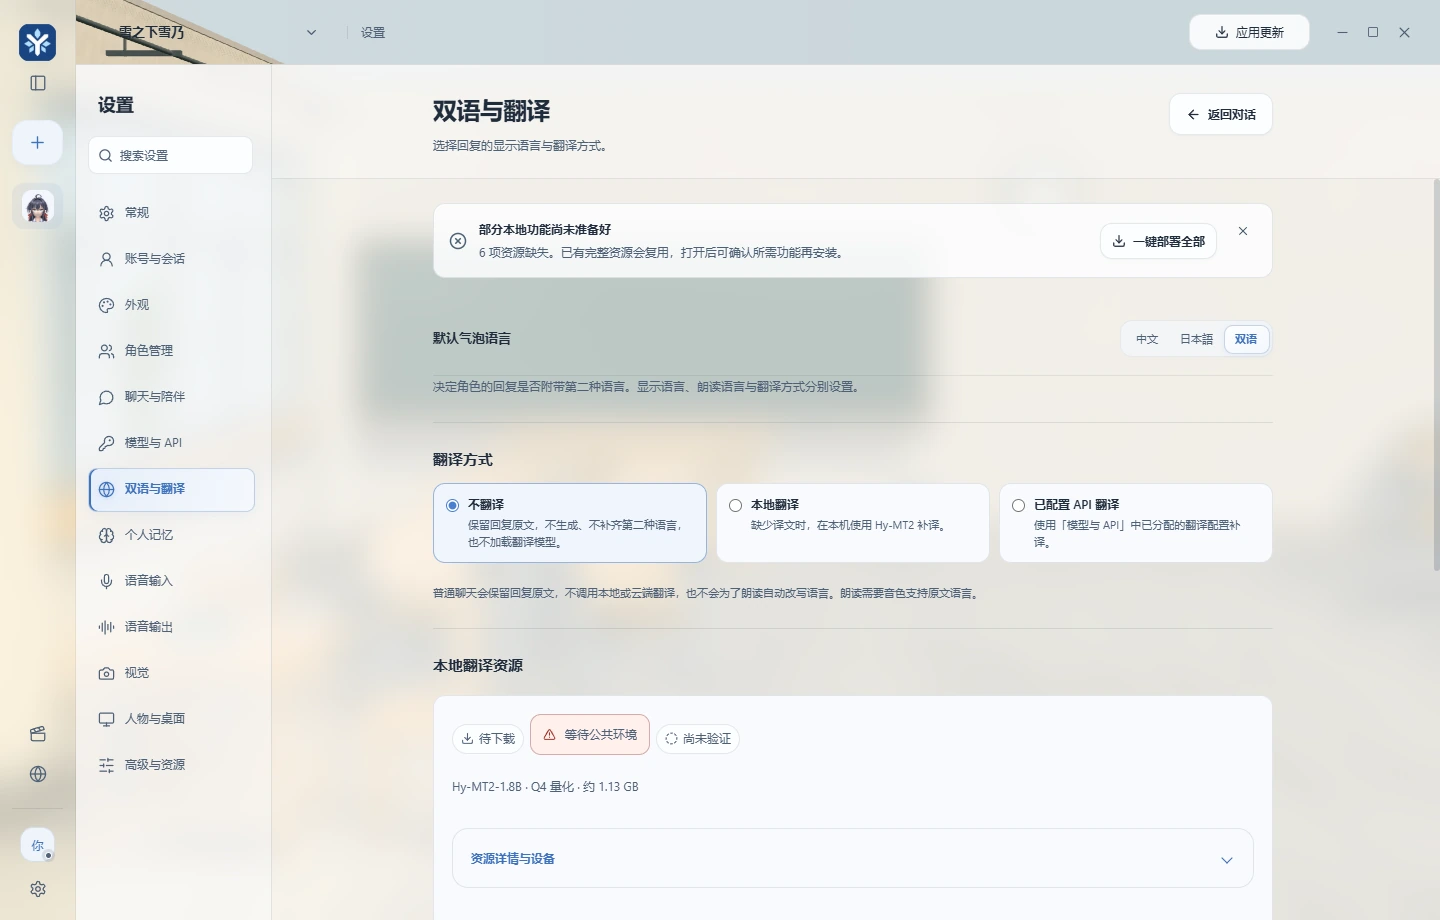 雪之下雪乃
设置
应用更新
设置
搜索设置
常规
账号与会话
外观
角色管理
聊天与陪伴
模型与 API
双语与翻译
个人记忆
语音输入
语音输出
视觉
人物与桌面
高级与资源
你
双语与翻译
选择回复的显示语言与翻译方式。
返回对话
部分本地功能尚未准备好
6 项资源缺失。已有完整资源会复用，打开后可确认所需功能再安装。
一键部署全部
默认气泡语言
中文
日本語
双语
决定角色的回复是否附带第二种语言。显示语言、朗读语言与翻译方式分别设置。
翻译方式
不翻译
保留回复原文，不生成、不补齐第二种语言，
也不加载翻译模型。
本地翻译
缺少译文时，在本机使用 Hy-MT2 补译。
已配置 API 翻译
使用「模型与 API」中已分配的翻译配置补
译。
普通聊天会保留回复原文，不调用本地或云端翻译，也不会为了朗读自动改写语言。朗读需要音色支持原文语言。
本地翻译资源
待下载
等待公共环境
尚未验证
Hy-MT2-1.8B · Q4 量化 · 约 1.13 GB
资源详情与设备